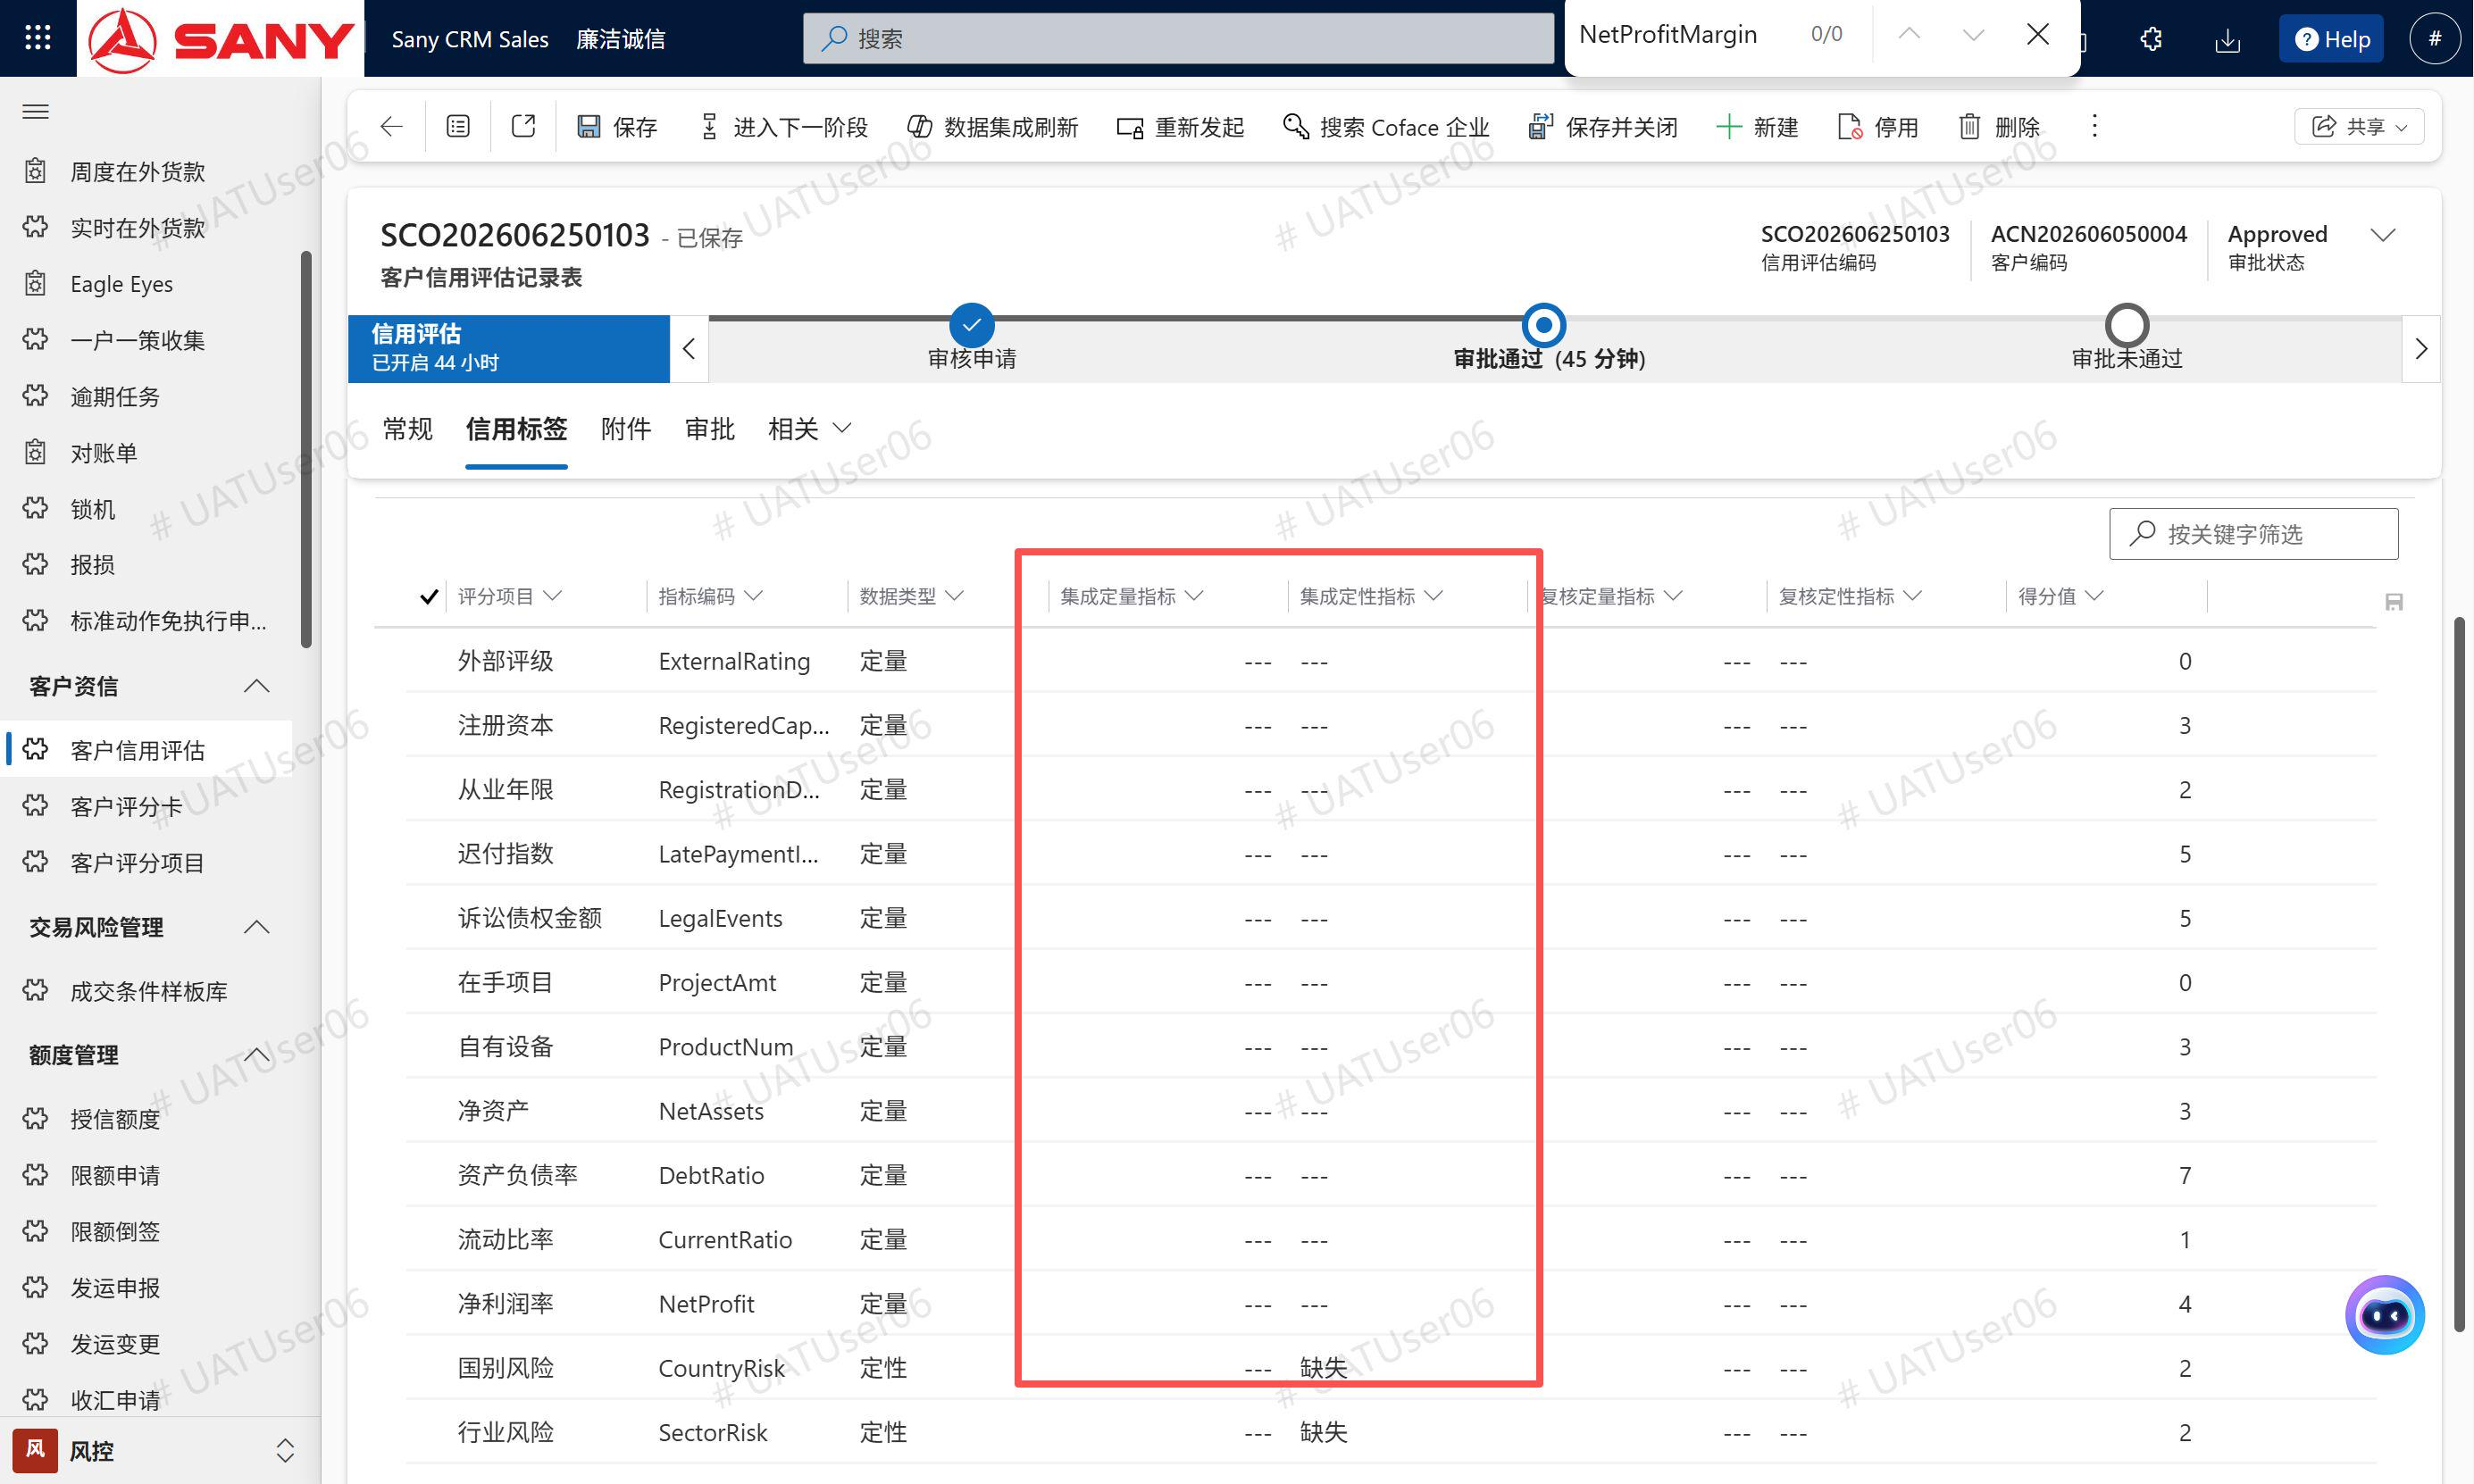 SANY
Sany CRM Sales 廉洁诚信
搜索
NetProfitMargin 0/0
Help
#
保存 进入下一阶段 数据集成刷新 重新发起 搜索 Coface 企业 保存并关闭 新建 停用 删除 共享
周度在外货款
实时在外货款
Eagle Eyes
一户一策收集
逾期任务
对账单
锁机
报损
标准动作免执行申...
客户资信
客户信用评估
客户评分卡
客户评分项目
交易风险管理
成交条件样板库
额度管理
授信额度
限额申请
限额倒签
发运申报
发运变更
收汇申请
风 风控
SCO202606250103 - 已保存
客户信用评估记录表
SCO202606250103 ACN202606050004 Approved
信用评估编码 客户编码 审批状态
信用评估
已开启 44 小时
审核申请 审批通过 (45 分钟) 审批未通过
常规 信用标签 附件 审批 相关
按关键字筛选
评分项目 指标编码 数据类型 集成定量指标 集成定性指标 复核定量指标 复核定性指标 得分值
外部评级 ExternalRating 定量 --- --- --- --- 0
注册资本 RegisteredCap... 定量 --- --- --- --- 3
从业年限 RegistrationD... 定量 --- --- --- --- 2
迟付指数 LatePaymentI... 定量 --- --- --- --- 5
诉讼债权金额 LegalEvents 定量 --- --- --- --- 5
在手项目 ProjectAmt 定量 --- --- --- --- 0
自有设备 ProductNum 定量 --- --- --- --- 3
净资产 NetAssets 定量 --- --- --- --- 3
资产负债率 DebtRatio 定量 --- --- --- --- 7
流动比率 CurrentRatio 定量 --- --- --- --- 1
净利润率 NetProfit 定量 --- --- --- --- 4
国别风险 CountryRisk 定性 --- 缺失 --- --- 2
行业风险 SectorRisk 定性 --- 缺失 --- --- 2
# UATUser06